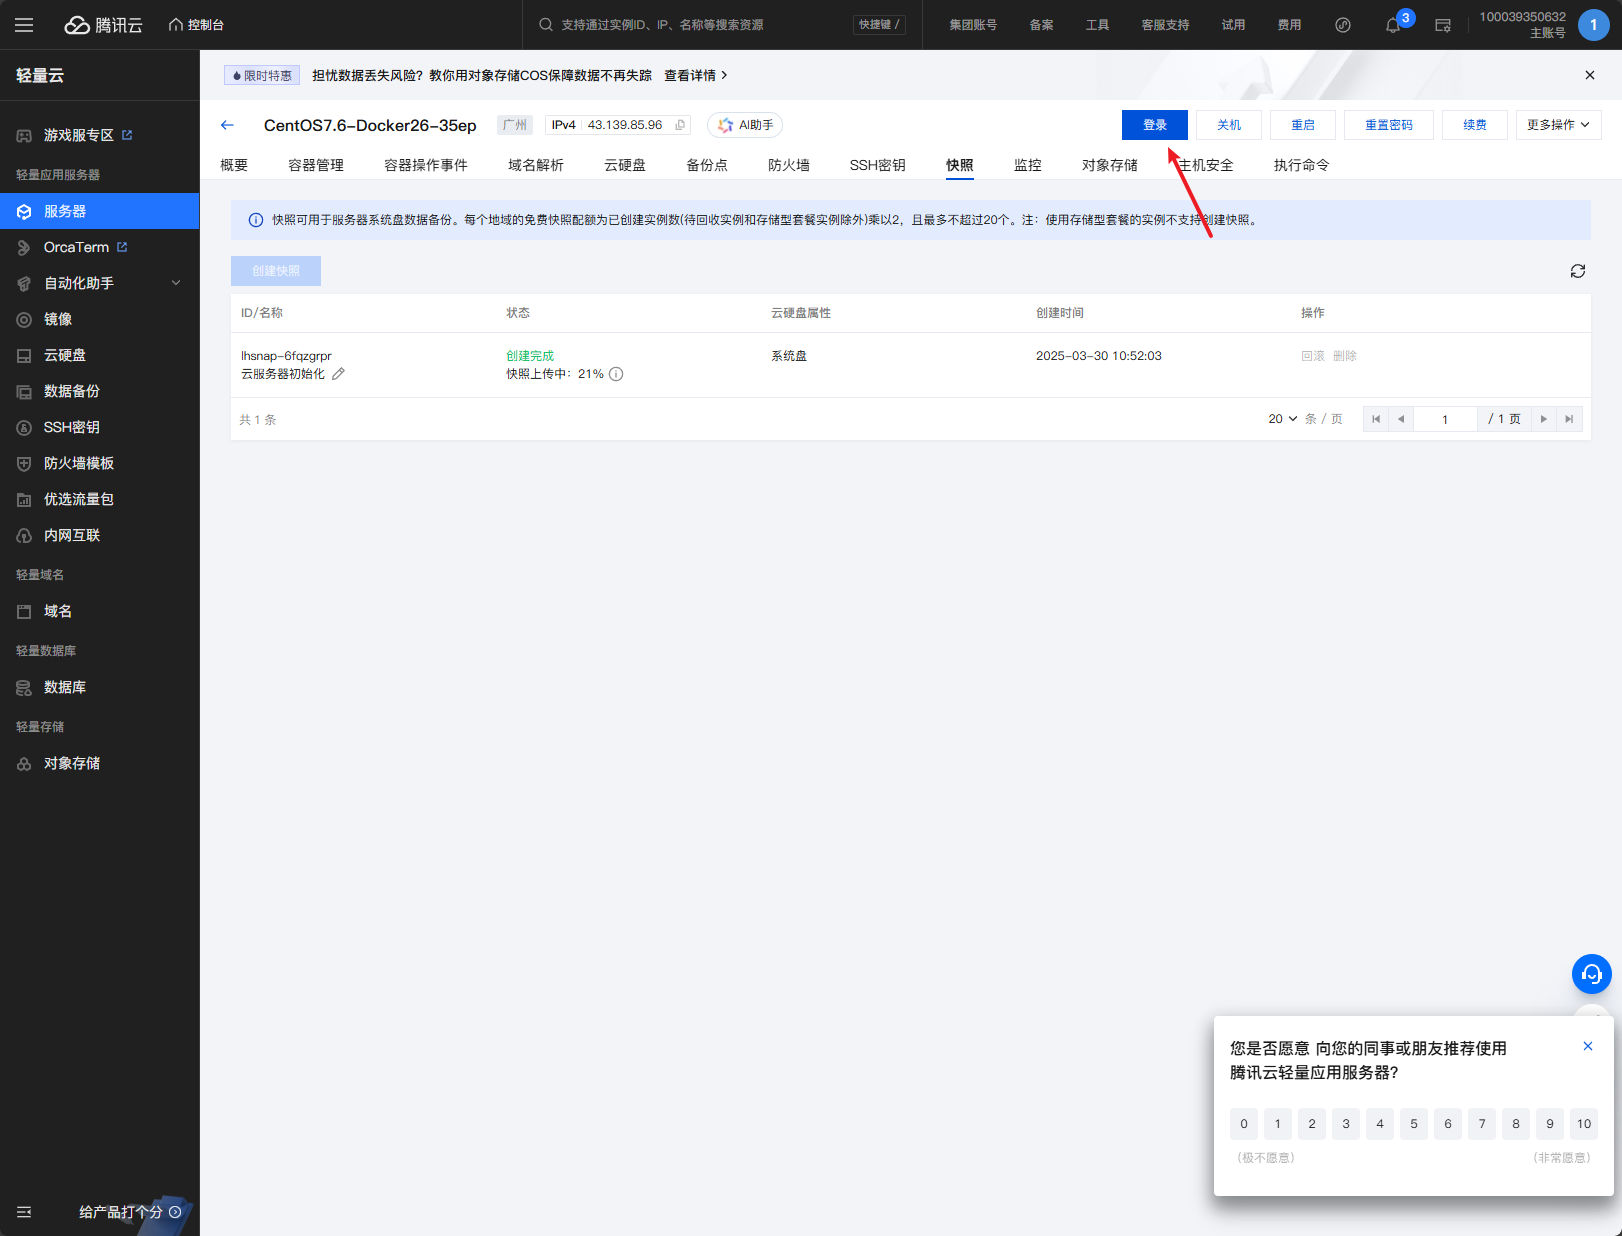 腾讯云
控制台
支持通过实例ID、IP、名称等搜索资源
快捷键 /
集团账号
备案
工具
客服支持
试用
费用
3
100039350632
主账号
1
轻量云
游戏服专区
轻量应用服务器
服务器
OrcaTerm
自动化助手
镜像
云硬盘
数据备份
SSH密钥
防火墙模板
优选流量包
内网互联
轻量域名
域名
轻量数据库
数据库
轻量存储
对象存储
给产品打个分
限时特惠 担忧数据丢失风险？教你用对象存储COS保障数据不再失踪 查看详情
CentOS7.6-Docker26-35ep
广州
IPv4 43.139.85.96
AI助手
登录
关机
重启
重置密码
续费
更多操作
概要
容器管理
容器操作事件
域名解析
云硬盘
备份点
防火墙
SSH密钥
快照
监控
对象存储
主机安全
执行命令
快照可用于服务器系统盘数据备份。每个地域的免费快照配额为已创建实例数(待回收实例和存储型套餐实例除外)乘以2，且最多不超过20个。注：使用存储型套餐的实例不支持创建快照。
创建快照
ID/名称
状态
云硬盘属性
创建时间
操作
lhsnap-6fqzgrpr
云服务器初始化
创建完成
快照上传中：21%
系统盘
2025-03-30 10:52:03
回滚 删除
共 1 条
20 条 / 页
1
/ 1 页
您是否愿意 向您的同事或朋友推荐使用
腾讯云轻量应用服务器?
0 1 2 3 4 5 6 7 8 9 10
（极不愿意）
（非常愿意）